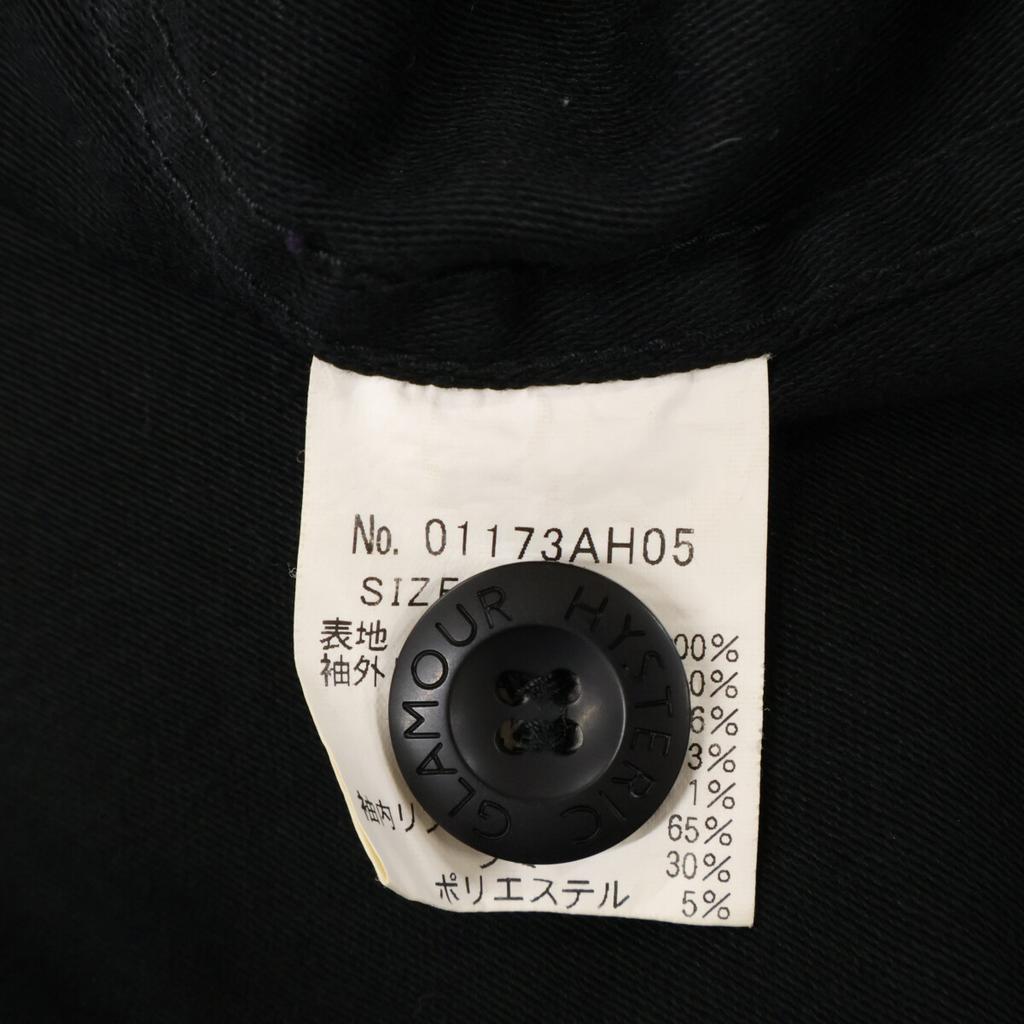 No. 01173AH05
SIZE
表地 00%
袖外 0%
6%
3%
1%
袖内リブ 65%
30%
ポリエステル 5%
HYSTERIC GLAMOUR